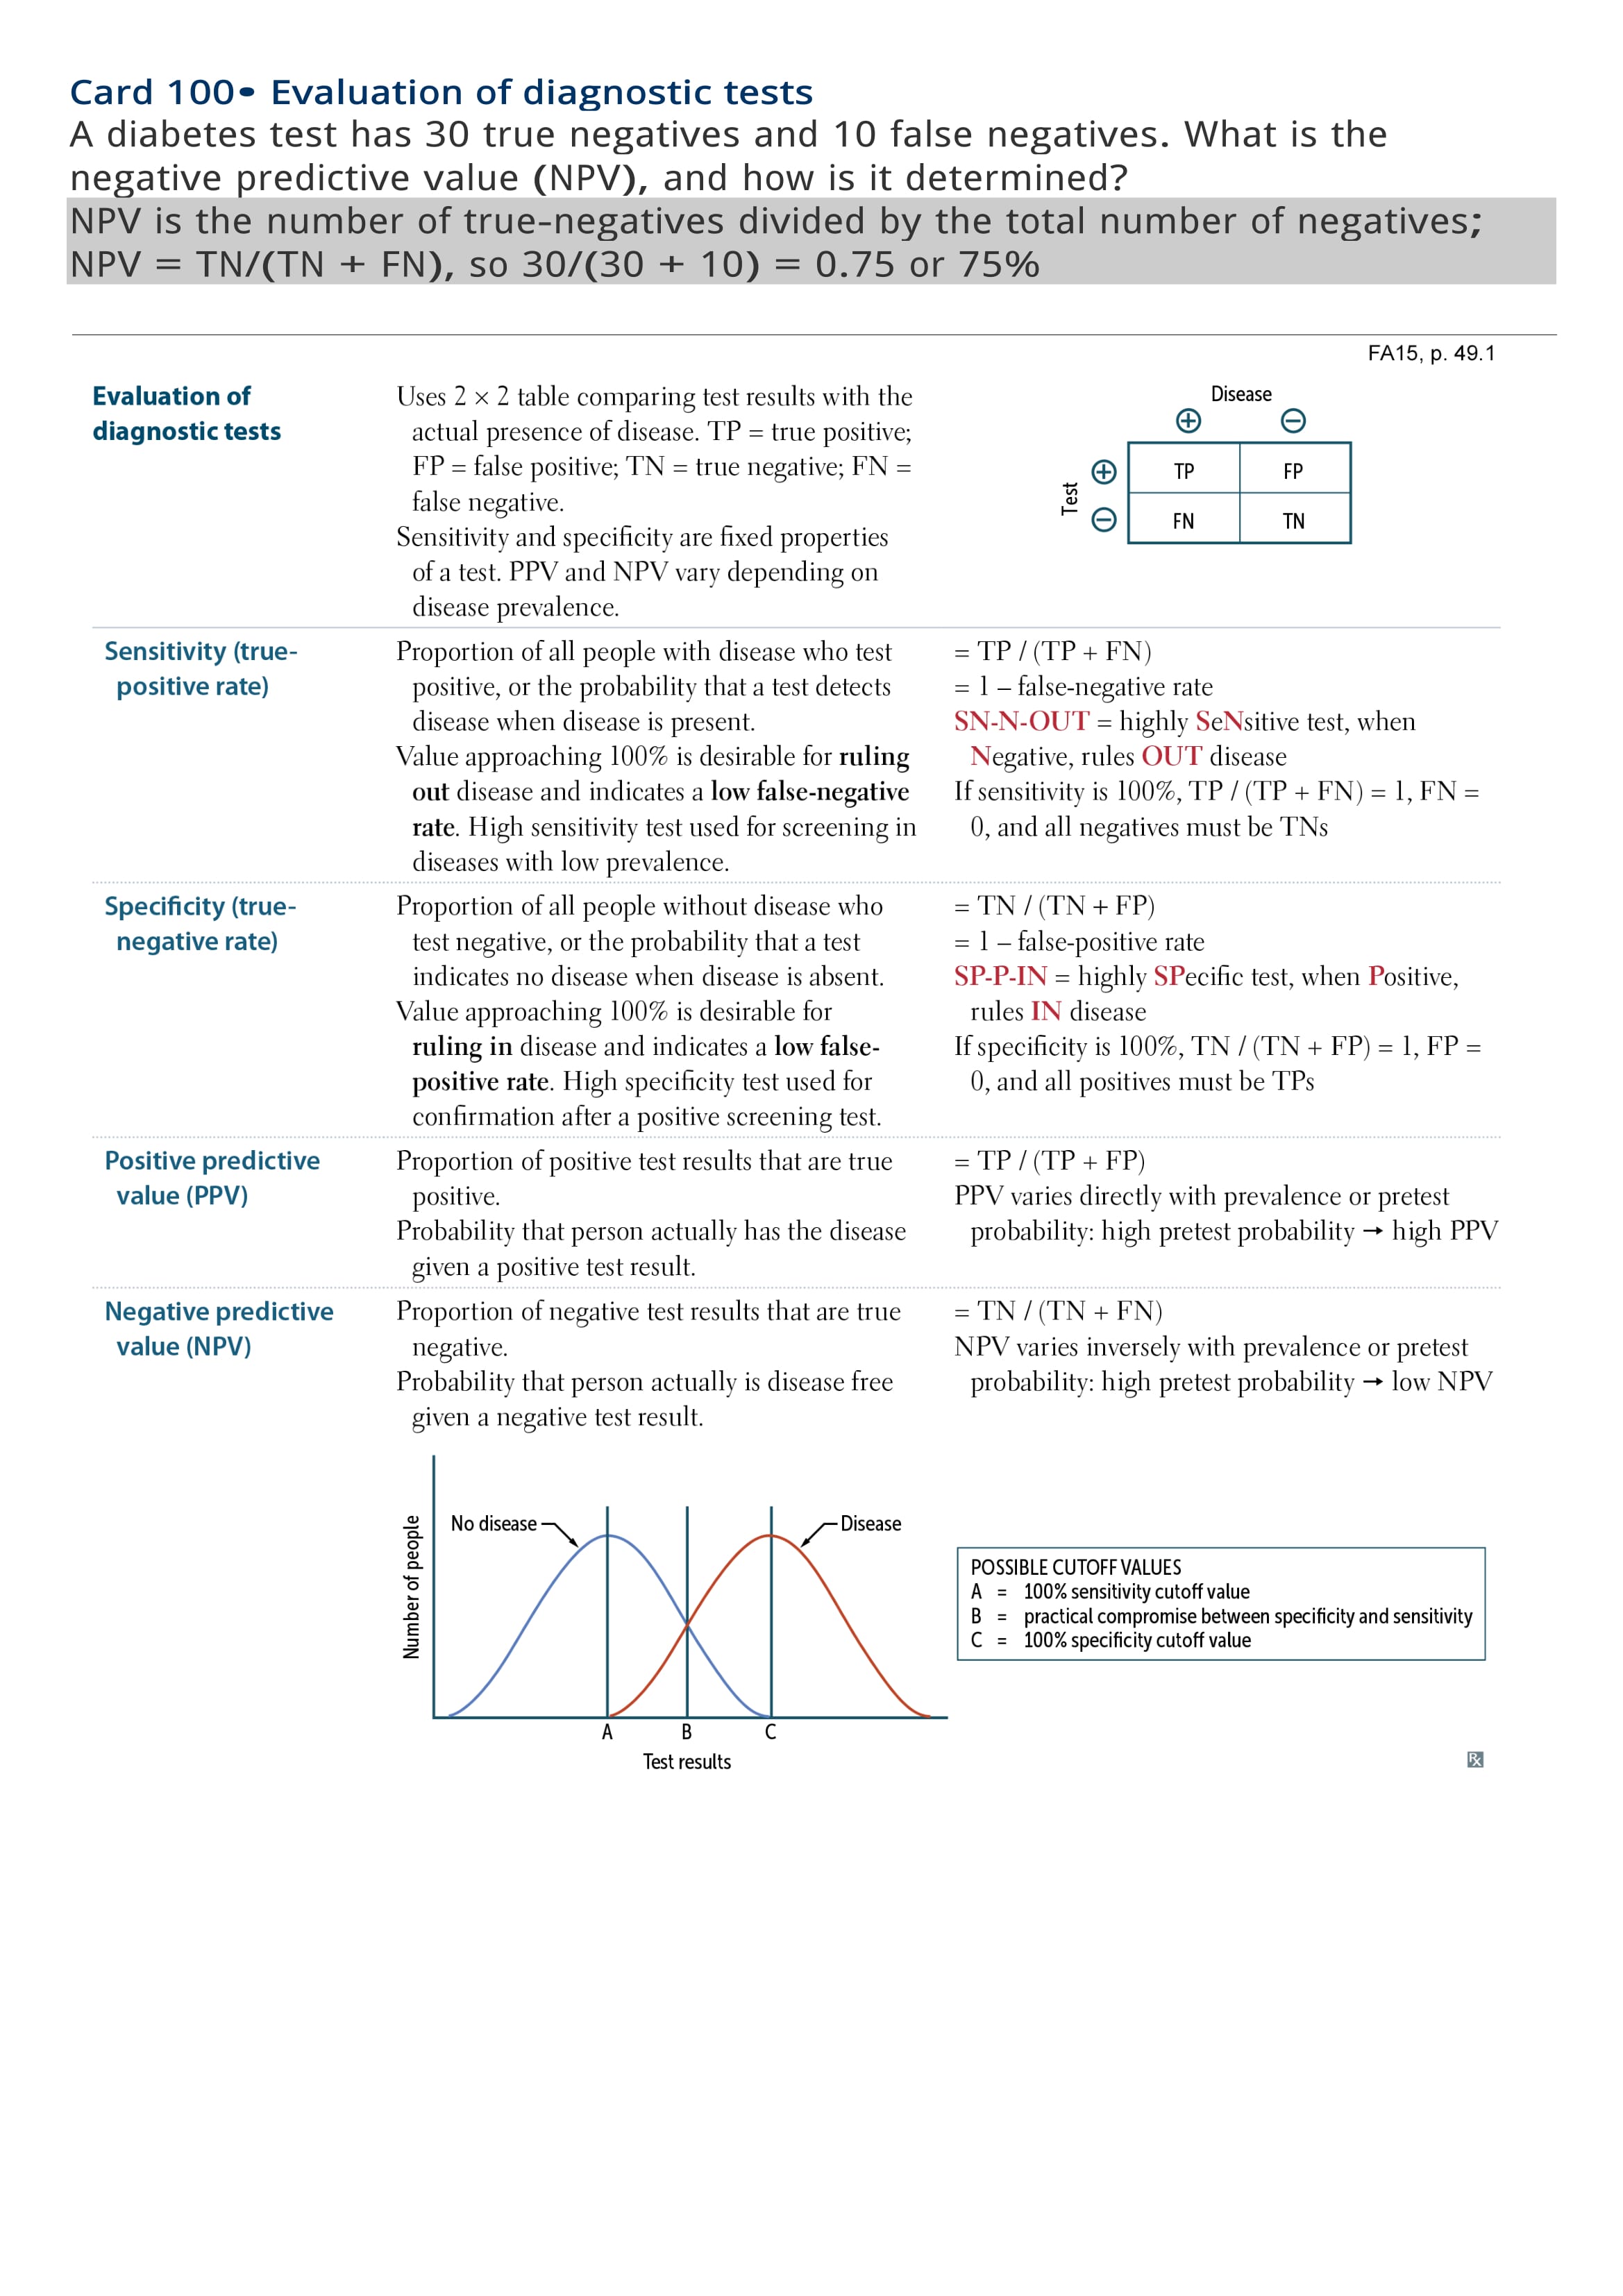 Card 100• Evaluation of diagnostic tests
A diabetes test has 30 true negatives and 10 false negatives. What is the
negative predictive value (NPV), and how is it determined?
NPV is the number of true-negatives divided by the total number of negatives;
NPV = TN/(TN + FN), so 30/(30 + 10) = 0.75 or 75%
FA15, p. 49.1
Evaluation of
diagnostic tests
Uses 2 × 2 table comparing test results with the
actual presence of disease. TP = true positive;
FP = false positive; TN = true negative; FN =
false negative.
Sensitivity and specificity are fixed properties
of a test. PPV and NPV vary depending on
disease prevalence.
Disease
⊕ ⊖
Test
⊕ TP FP
⊖ FN TN
Sensitivity (true-
positive rate)
Proportion of all people with disease who test
positive, or the probability that a test detects
disease when disease is present.
Value approaching 100% is desirable for ruling
out disease and indicates a low false-negative
rate. High sensitivity test used for screening in
diseases with low prevalence.
= TP / (TP + FN)
= 1 – false-negative rate
SN-N-OUT = highly SeNsitive test, when
Negative, rules OUT disease
If sensitivity is 100%, TP / (TP + FN) = 1, FN =
0, and all negatives must be TNs
Specificity (true-
negative rate)
Proportion of all people without disease who
test negative, or the probability that a test
indicates no disease when disease is absent.
Value approaching 100% is desirable for
ruling in disease and indicates a low false-
positive rate. High specificity test used for
confirmation after a positive screening test.
= TN / (TN + FP)
= 1 – false-positive rate
SP-P-IN = highly SPecific test, when Positive,
rules IN disease
If specificity is 100%, TN / (TN + FP) = 1, FP =
0, and all positives must be TPs
Positive predictive
value (PPV)
Proportion of positive test results that are true
positive.
Probability that person actually has the disease
given a positive test result.
= TP / (TP + FP)
PPV varies directly with prevalence or pretest
probability: high pretest probability → high PPV
Negative predictive
value (NPV)
Proportion of negative test results that are true
negative.
Probability that person actually is disease free
given a negative test result.
= TN / (TN + FN)
NPV varies inversely with prevalence or pretest
probability: high pretest probability → low NPV
Number of people
No disease
Disease
A B C
Test results
POSSIBLE CUTOFF VALUES
A = 100% sensitivity cutoff value
B = practical compromise between specificity and sensitivity
C = 100% specificity cutoff value
Rx